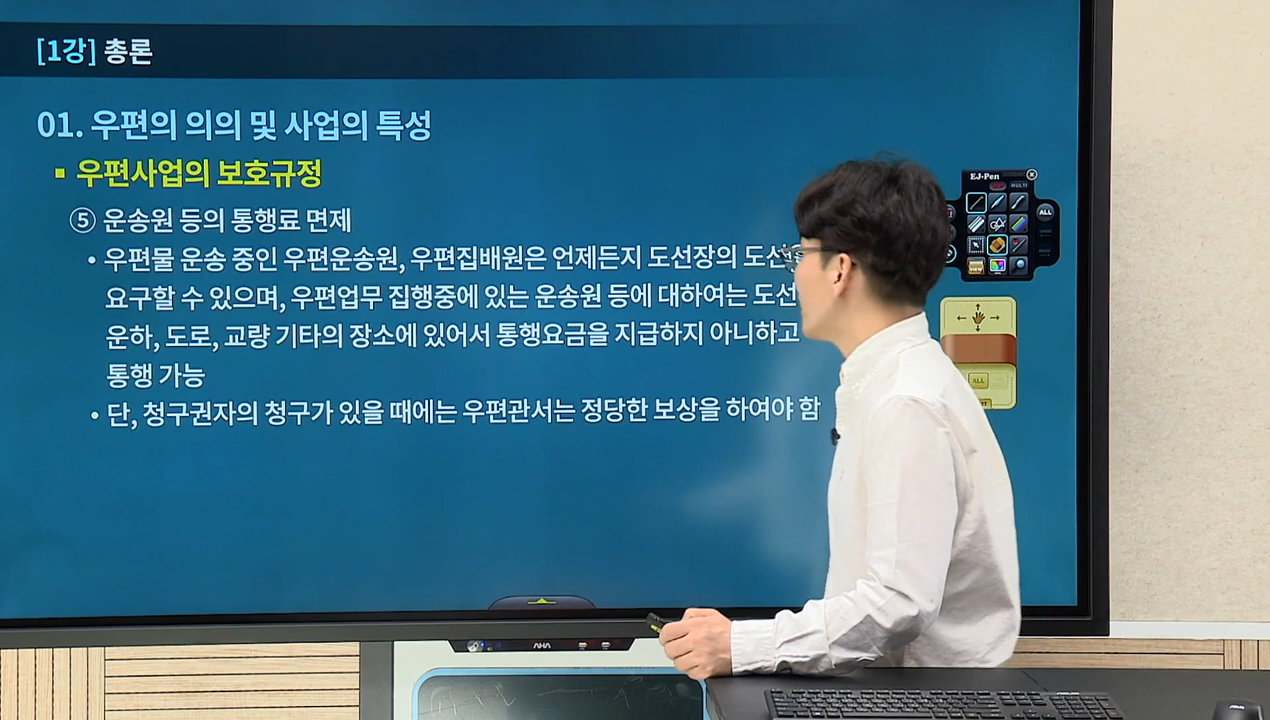 [1강] 총론
01. 우편의 의의 및 사업의 특성
▪ 우편사업의 보호규정
⑤ 운송원 등의 통행료 면제
• 우편물 운송 중인 우편운송원, 우편집배원은 언제든지 도선장의
요구할 수 있으며, 우편업무 집행중에 있는 운송원 등에 대하여는 도선
운하, 도로, 교량 기타의 장소에 있어서 통행요금을 지급하지 아니하고
통행 가능
• 단, 청구권자의 청구가 있을 때에는 우편관서는 정당한 보상을 하여야 함
EJ-Pen
MULTI
ALL
VIEW
ALL
AHA